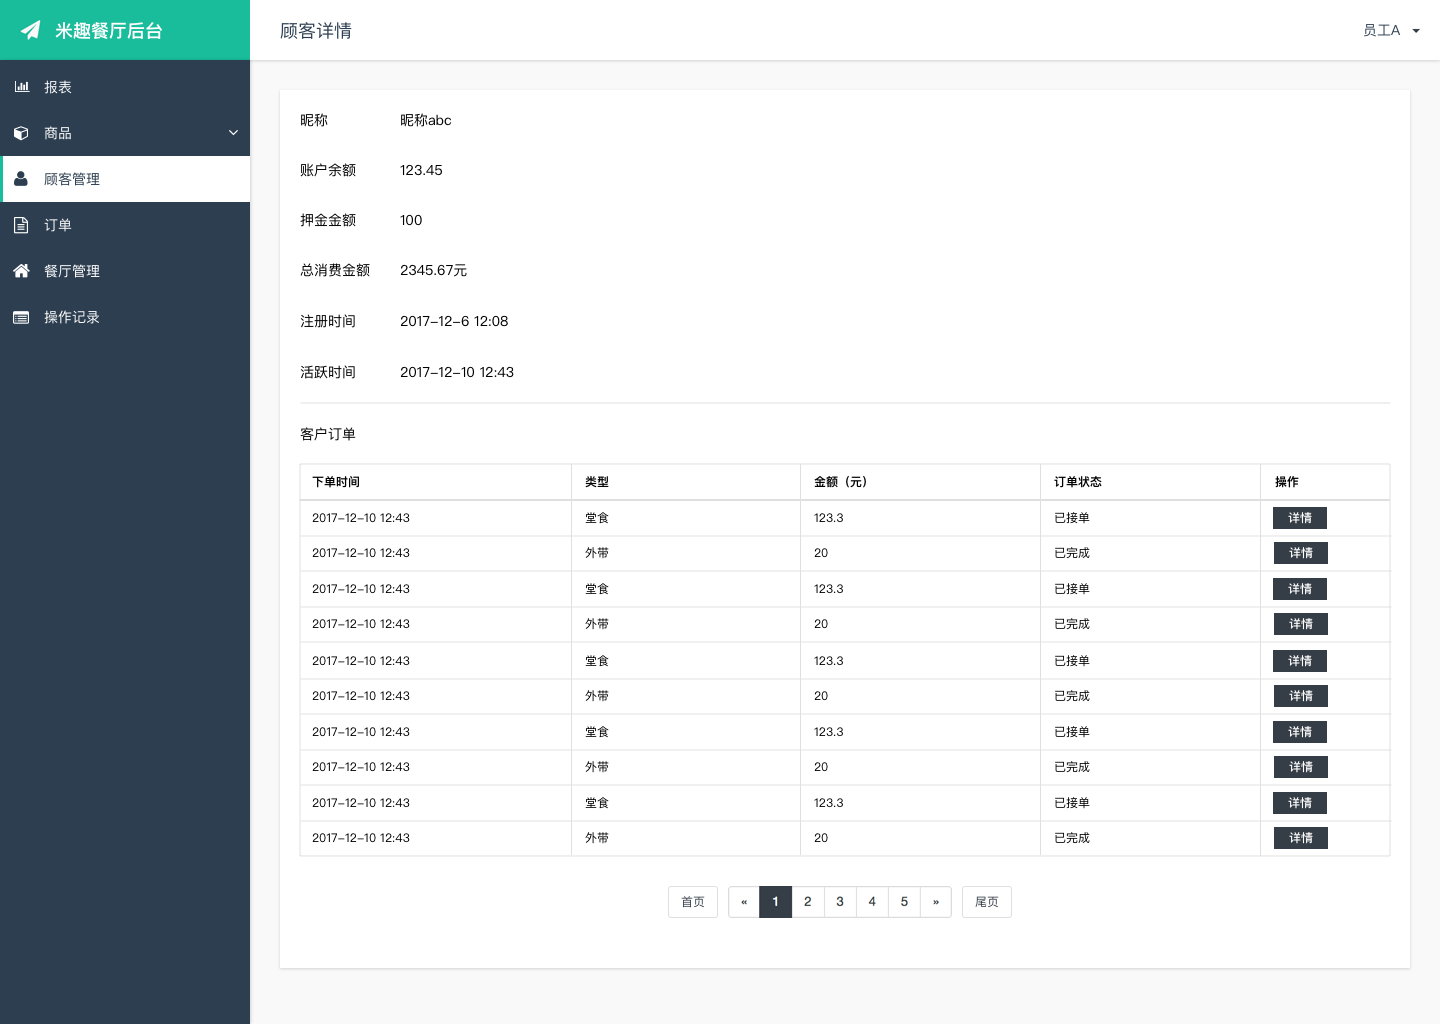 米趣餐厅后台
顾客详情
员工A
报表
商品
顾客管理
订单
餐厅管理
操作记录
昵称 昵称abc
账户余额 123.45
押金金额 100
总消费金额 2345.67元
注册时间 2017-12-6 12:08
活跃时间 2017-12-10 12:43
客户订单
下单时间 类型 金额（元） 订单状态 操作
2017-12-10 12:43 堂食 123.3 已接单 详情
2017-12-10 12:43 外带 20 已完成 详情
2017-12-10 12:43 堂食 123.3 已接单 详情
2017-12-10 12:43 外带 20 已完成 详情
2017-12-10 12:43 堂食 123.3 已接单 详情
2017-12-10 12:43 外带 20 已完成 详情
2017-12-10 12:43 堂食 123.3 已接单 详情
2017-12-10 12:43 外带 20 已完成 详情
2017-12-10 12:43 堂食 123.3 已接单 详情
2017-12-10 12:43 外带 20 已完成 详情
首页 « 1 2 3 4 5 » 尾页